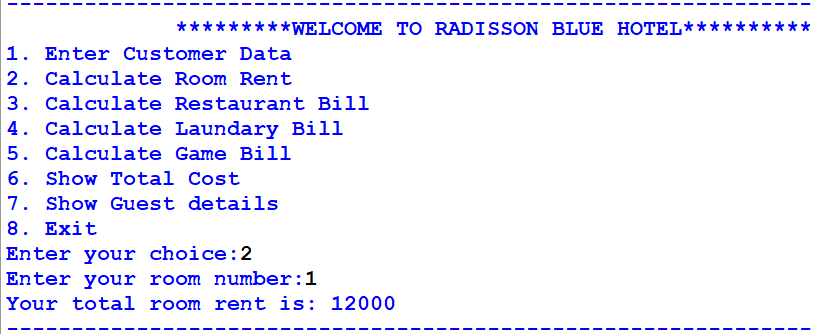 ---------------------------------------------------------------
*********WELCOME TO RADISSON BLUE HOTEL**********
1. Enter Customer Data
2. Calculate Room Rent
3. Calculate Restaurant Bill
4. Calculate Laundary Bill
5. Calculate Game Bill
6. Show Total Cost
7. Show Guest details
8. Exit
Enter your choice:2
Enter your room number:1
Your total room rent is: 12000
---------------------------------------------------------------